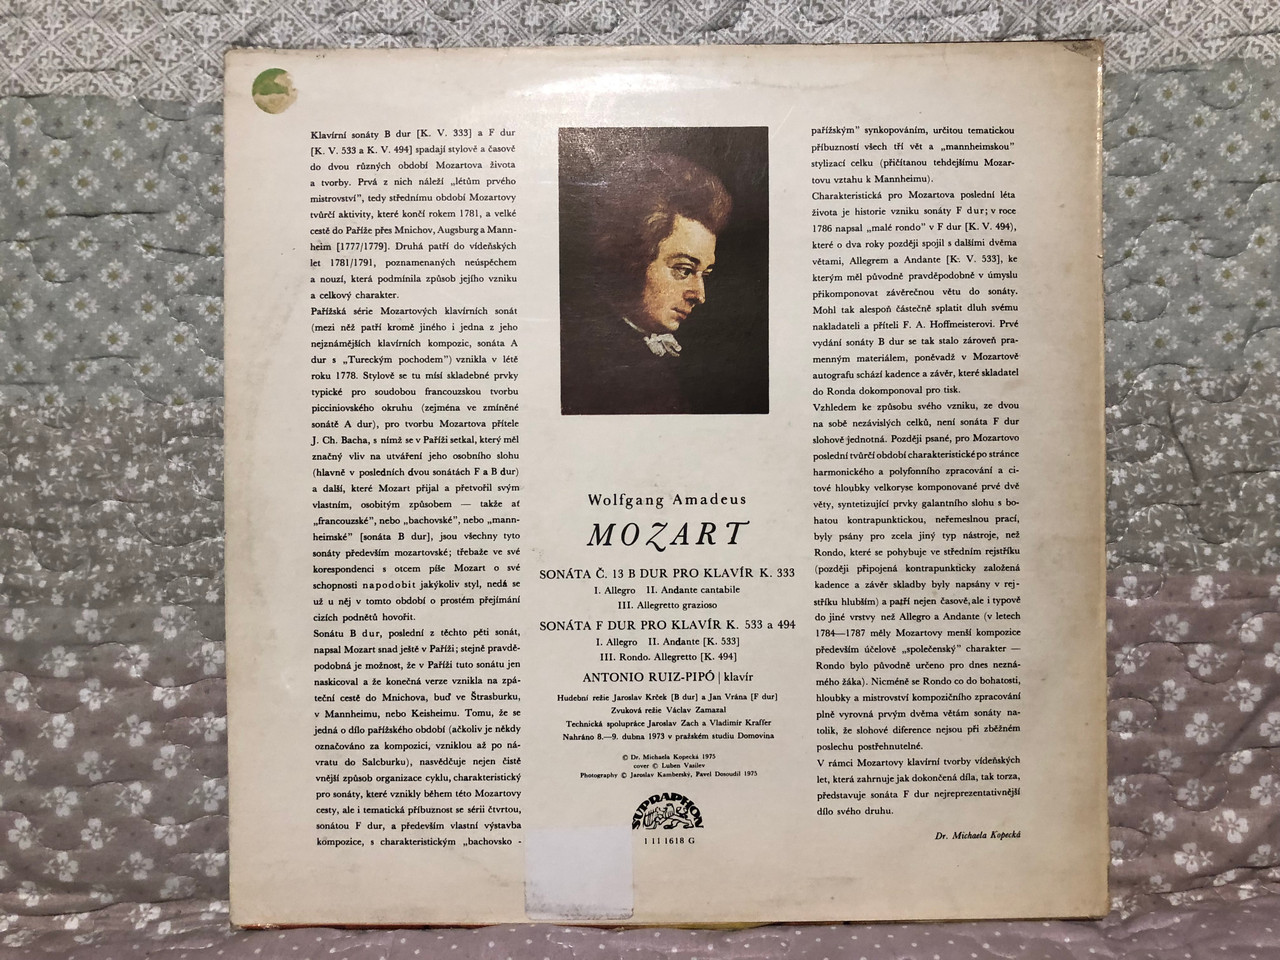 Klavírní sonáty B dur [K. V. 333] a F dur
[K. V. 533 a K. V. 494] spadají stylově a časově
do dvou různých období Mozartova života
a tvorby. Prvá z nich náleží „létům prvého
mistrovství”, tedy střednímu období Mozartovy
tvůrčí aktivity, které končí rokem 1781, a velké
cestě do Paříže přes Mnichov, Augsburg a Mann-
heim [1777/1779]. Druhá patří do vídeňských
let 1781/1791, poznamenaných neúspěchem
a nouzí, která podmínila způsob jejího vzniku
a celkový charakter.
Pařížská série Mozartových klavírních sonát
(mezi něž patří kromě jiného i jedna z jeho
nejznámějších klavírních kompozic, sonáta A
dur s „Tureckým pochodem”) vznikla v létě
roku 1778. Stylově se tu mísí skladebné prvky
typické pro soudobou francouzskou tvorbu
picciniovského okruhu (zejména ve zmíněné
sonátě A dur), pro tvorbu Mozartova přítele
J. Ch. Bacha, s nímž se v Paříži setkal, který měl
značný vliv na utváření jeho osobního slohu
(hlavně v posledních dvou sonátách F a B dur)
a další, které Mozart přijal a přetvořil svým
vlastním, osobitým způsobem — takže ať
„francouzské”, nebo „bachovské”, nebo „mann-
heimské” [sonáta B dur], jsou všechny tyto
sonáty především mozartovské; třebaže ve své
korespondenci s otcem píše Mozart o své
schopnosti napodobit jakýkoliv styl, nedá se
už u něj v tomto období o prostém přejímání
cizích podnětů hovořit.
Sonátu B dur, poslední z těchto pěti sonát,
napsal Mozart snad ještě v Paříži; stejně pravdě-
podobná je možnost, že v Paříži tuto sonátu jen
naskicoval a že konečná verze vznikla na zpá-
teční cestě do Mnichova, buď ve Štrasburku,
v Mannheimu, nebo Keisheimu. Tomu, že se
jedná o dílo pařížského období (ačkoliv je někdy
označováno za kompozici, vzniklou až po ná-
vratu do Salcburku), nasvědčuje nejen čistě
vnější způsob organizace cyklu, charakteristický
pro sonáty, které vznikly během této Mozartovy
cesty, ale i tematická příbuznost se sérií čtvrtou,
sonátou F dur, a především vlastní výstavba
kompozice, s charakteristickým „bachovsko -
Wolfgang Amadeus
MOZART
SONÁTA Č. 13 B DUR PRO KLAVÍR K. 333
I. Allegro II. Andante cantabile
III. Allegretto grazioso
SONÁTA F DUR PRO KLAVÍR K. 533 a 494
I. Allegro II. Andante [K. 533]
III. Rondo. Allegretto [K. 494]
ANTONIO RUIZ-PIPÓ | klavír
Hudební režie Jaroslav Krček [B dur] a Jan Vrána [F dur]
Zvuková režie Václav Zamazal
Technická spolupráce Jaroslav Zach a Vladimír Kraffer
Nahráno 8.—9. dubna 1973 v pražském studiu Domovina
© Dr. Michaela Kopecká 1975
cover © Luben Vasilev
Photography © Jaroslav Kamberský, Pavel Dosoudil 1975
SUPRAPHON
1 11 1618 G
pařížským” synkopováním, určitou tematickou
příbuzností všech tří vět a „mannheimskou”
stylizací celku (přičítanou tehdejšímu Mozar-
tovu vztahu k Mannheimu).
Charakteristická pro Mozartova poslední léta
života je historie vzniku sonáty F dur; v roce
1786 napsal „malé rondo” v F dur [K. V. 494),
které o dva roky později spojil s dalšími dvěma
větami, Allegrem a Andante [K. V. 533], ke
kterým měl původně pravděpodobně v úmyslu
přikomponovat závěrečnou větu do sonáty.
Mohl tak alespoň částečně splatit dluh svému
nakladateli a příteli F. A. Hoffmeisterovi. Prvé
vydání sonáty B dur se tak stalo zároveň pra-
menným materiálem, poněvadž v Mozartově
autografu schází kadence a závěr, které skladatel
do Ronda dokomponoval pro tisk.
Vzhledem ke způsobu svého vzniku, ze dvou
na sobě nezávislých celků, není sonáta F dur
slohově jednotná. Později psané, pro Mozartovo
poslední tvůrčí období charakteristické po stránce
harmonického a polyfonního zpracování a ci-
tové hloubky velkoryse komponované prvé dvě
věty, syntetizující prvky galantního slohu s bo-
hatou kontrapunktickou, neřemeslnou prací,
byly psány pro zcela jiný typ nástroje, než
Rondo, které se pohybuje ve středním rejstříku
(později připojená kontrapunkticky založená
kadence a závěr skladby byly napsány v rej-
stříku hlubším) a patří nejen časově, ale i typově
do jiné vrstvy než Allegro a Andante (v letech
1784—1787 měly Mozartovy menší kompozice
především účelově „společenský” charakter —
Rondo bylo původně určeno pro dnes nezná-
mého žáka). Nicméně se Rondo co do bohatosti,
hloubky a mistrovství kompozičního zpracování
plně vyrovná prvým dvěma větám sonáty na-
tolik, že slohové diference nejsou při zběžném
poslechu postřehnutelné.
V rámci Mozartovy klavírní tvorby vídeňských
let, která zahrnuje jak dokončená díla, tak torza,
představuje sonáta F dur nejreprezentativnější
dílo svého druhu.
Dr. Michaela Kopecká